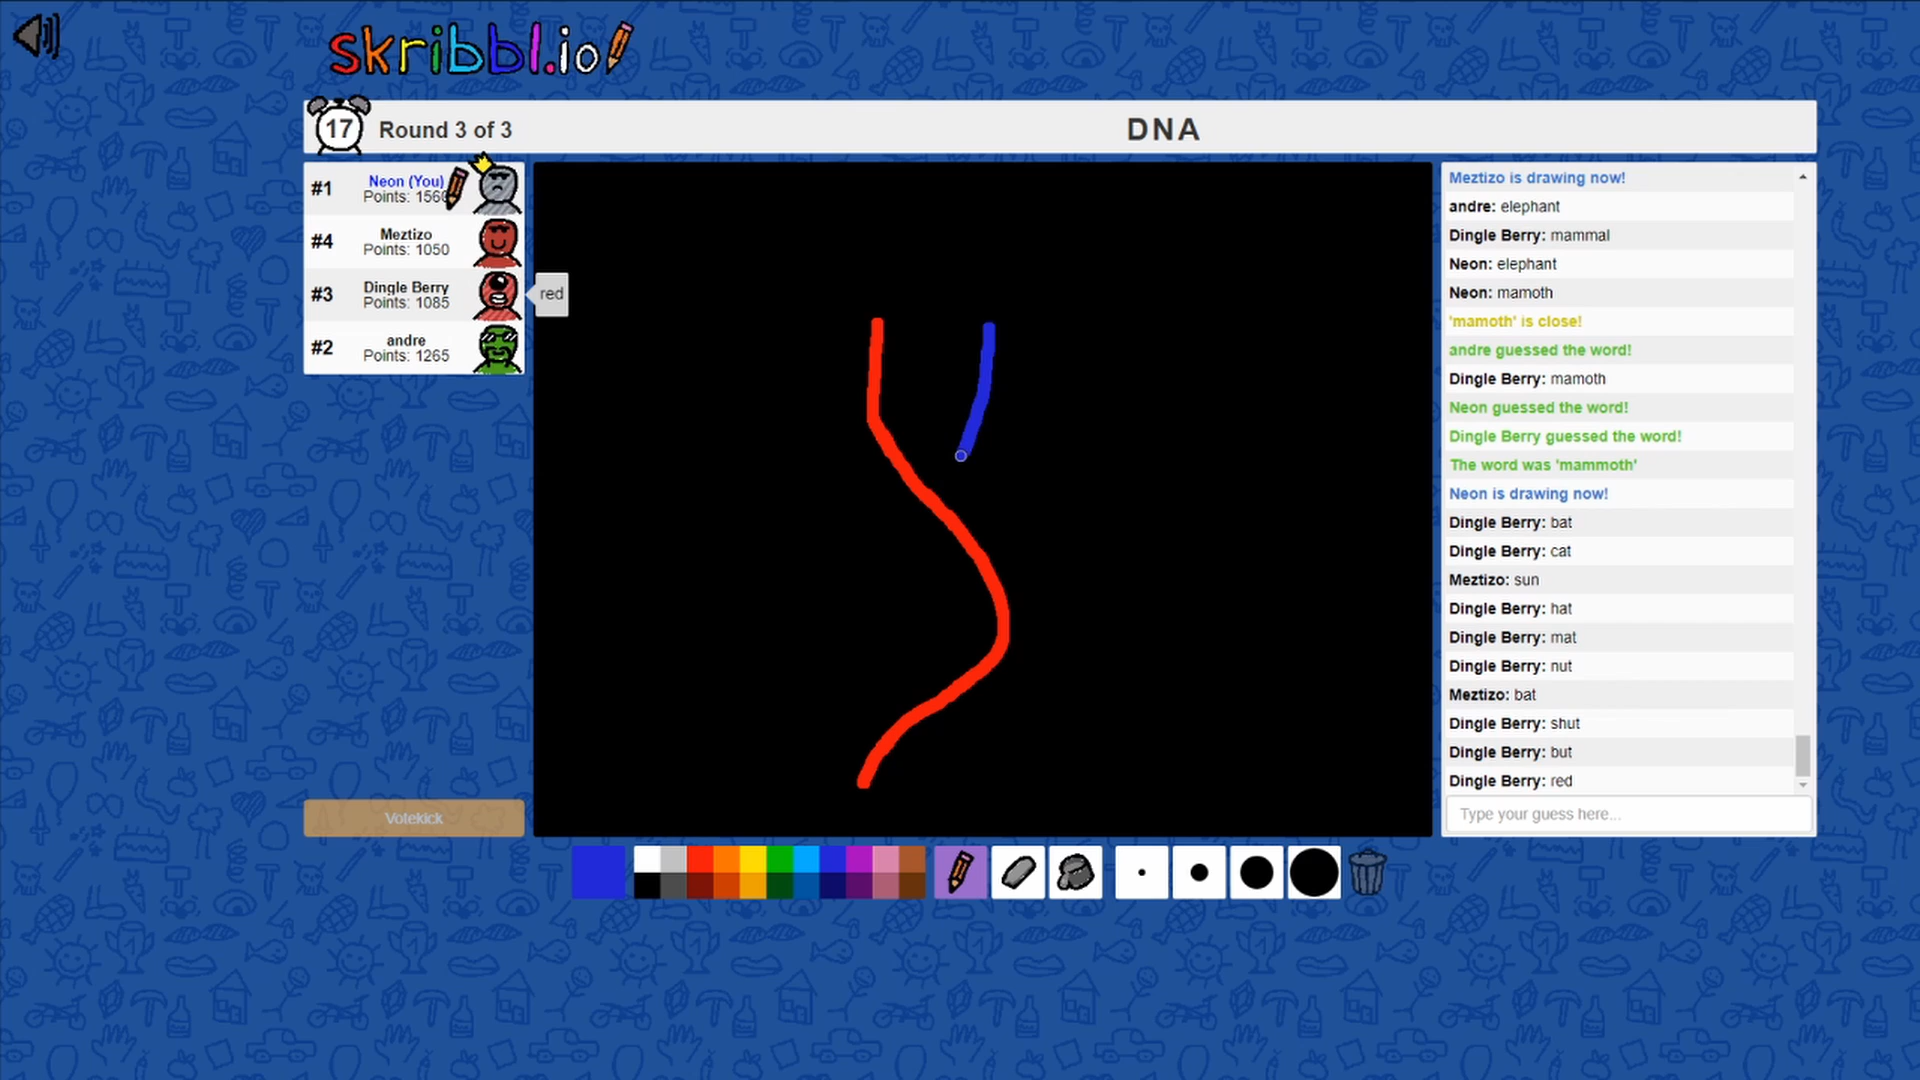 skribbl.io
17
Round 3 of 3
DNA
#1
Neon (You)
Points: 1560
#4
Meztizo
Points: 1050
#3
Dingle Berry
Points: 1085
red
#2
andre
Points: 1265
Votekick
Meztizo is drawing now!
andre: elephant
Dingle Berry: mammal
Neon: elephant
Neon: mamoth
'mamoth' is close!
andre guessed the word!
Dingle Berry: mamoth
Neon guessed the word!
Dingle Berry guessed the word!
The word was 'mammoth'
Neon is drawing now!
Dingle Berry: bat
Dingle Berry: cat
Meztizo: sun
Dingle Berry: hat
Dingle Berry: mat
Dingle Berry: nut
Meztizo: bat
Dingle Berry: shut
Dingle Berry: but
Dingle Berry: red
Type your guess here...